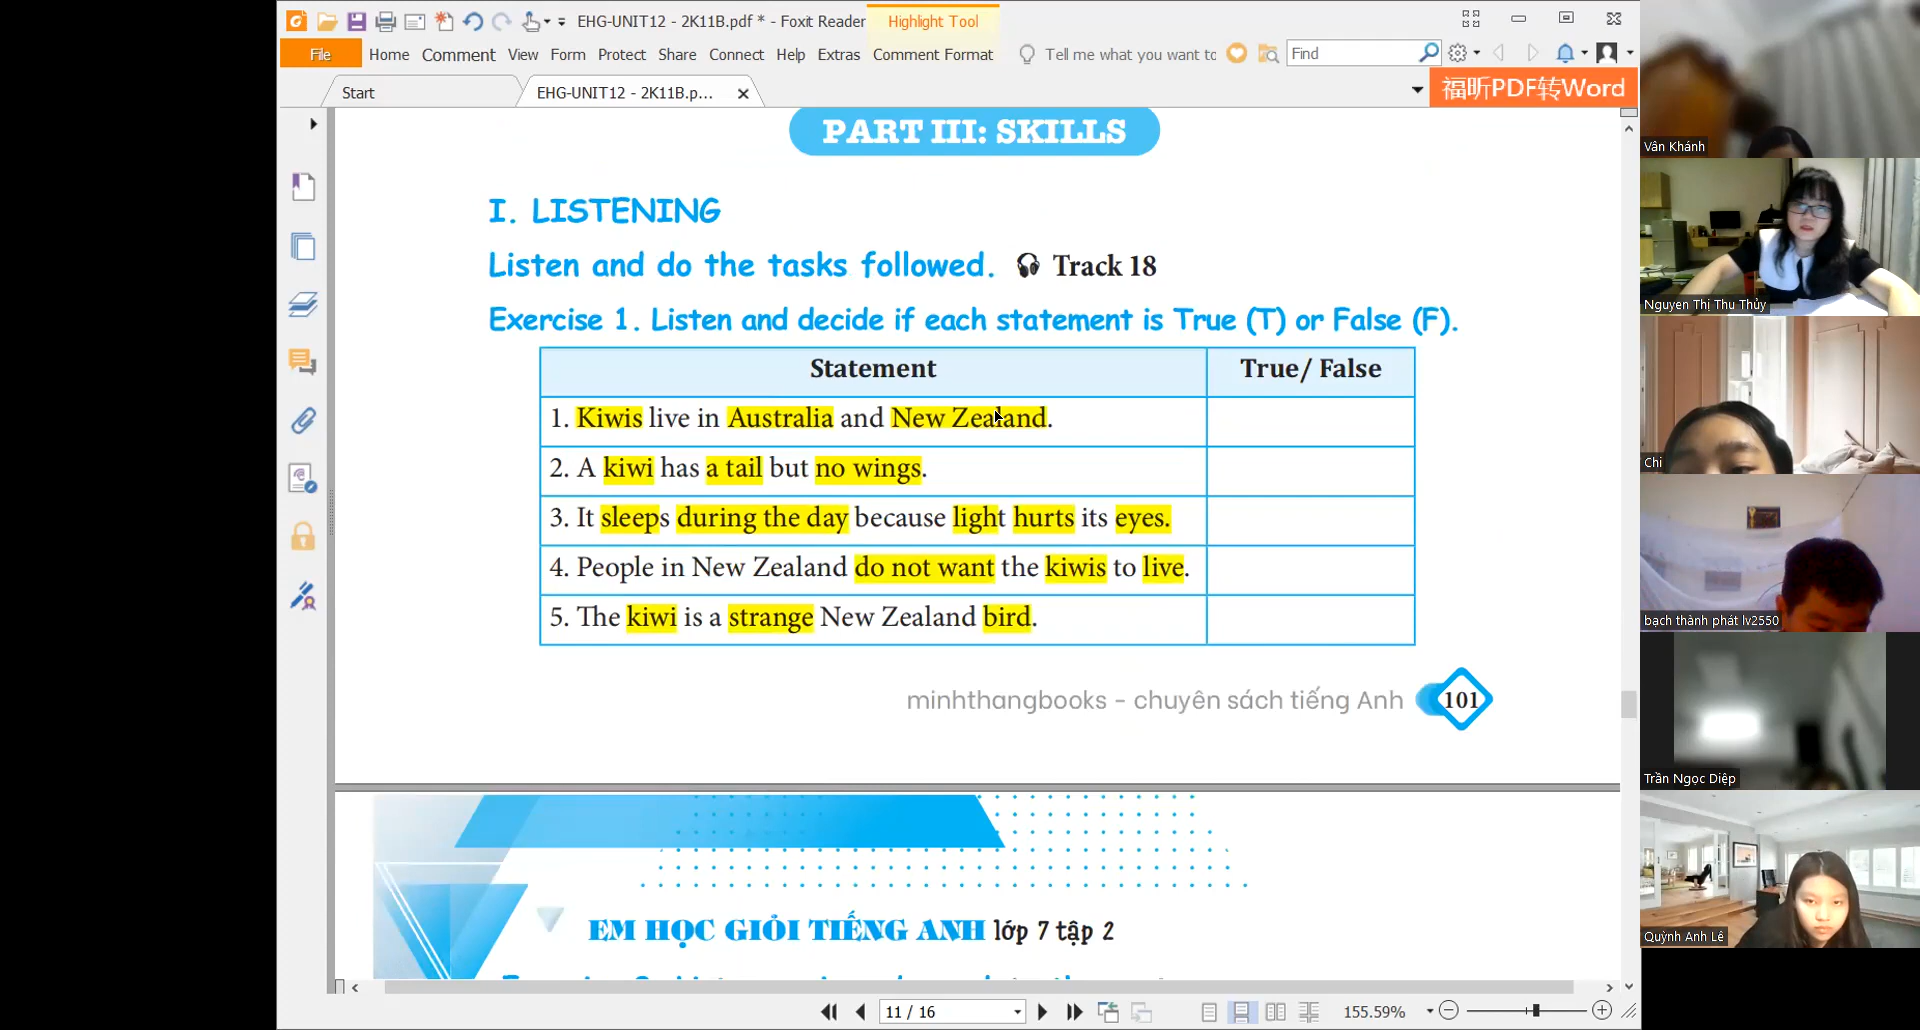 EHG-UNIT12 - 2K11B.pdf * - Foxit Reader
Highlight Tool
File Home Comment View Form Protect Share Connect Help Extras Comment Format Tell me what you want to Find
Start
EHG-UNIT12 - 2K11B.p...
福昕PDF转Word
PART III: SKILLS
I. LISTENING
Listen and do the tasks followed. Track 18
Exercise 1. Listen and decide if each statement is True (T) or False (F).
Statement True/ False
1. Kiwis live in Australia and New Zealand.
2. A kiwi has a tail but no wings.
3. It sleeps during the day because light hurts its eyes.
4. People in New Zealand do not want the kiwis to live.
5. The kiwi is a strange New Zealand bird.
minhthangbooks - chuyên sách tiếng Anh 101
EM HỌC GIỎI TIẾNG ANH lớp 7 tập 2
11 / 16
155.59%
Vân Khánh
Nguyen Thị Thu Thủy
Chi
bạch thành phát lv2550
Trần Ngọc Diệp
Quỳnh Anh Lê